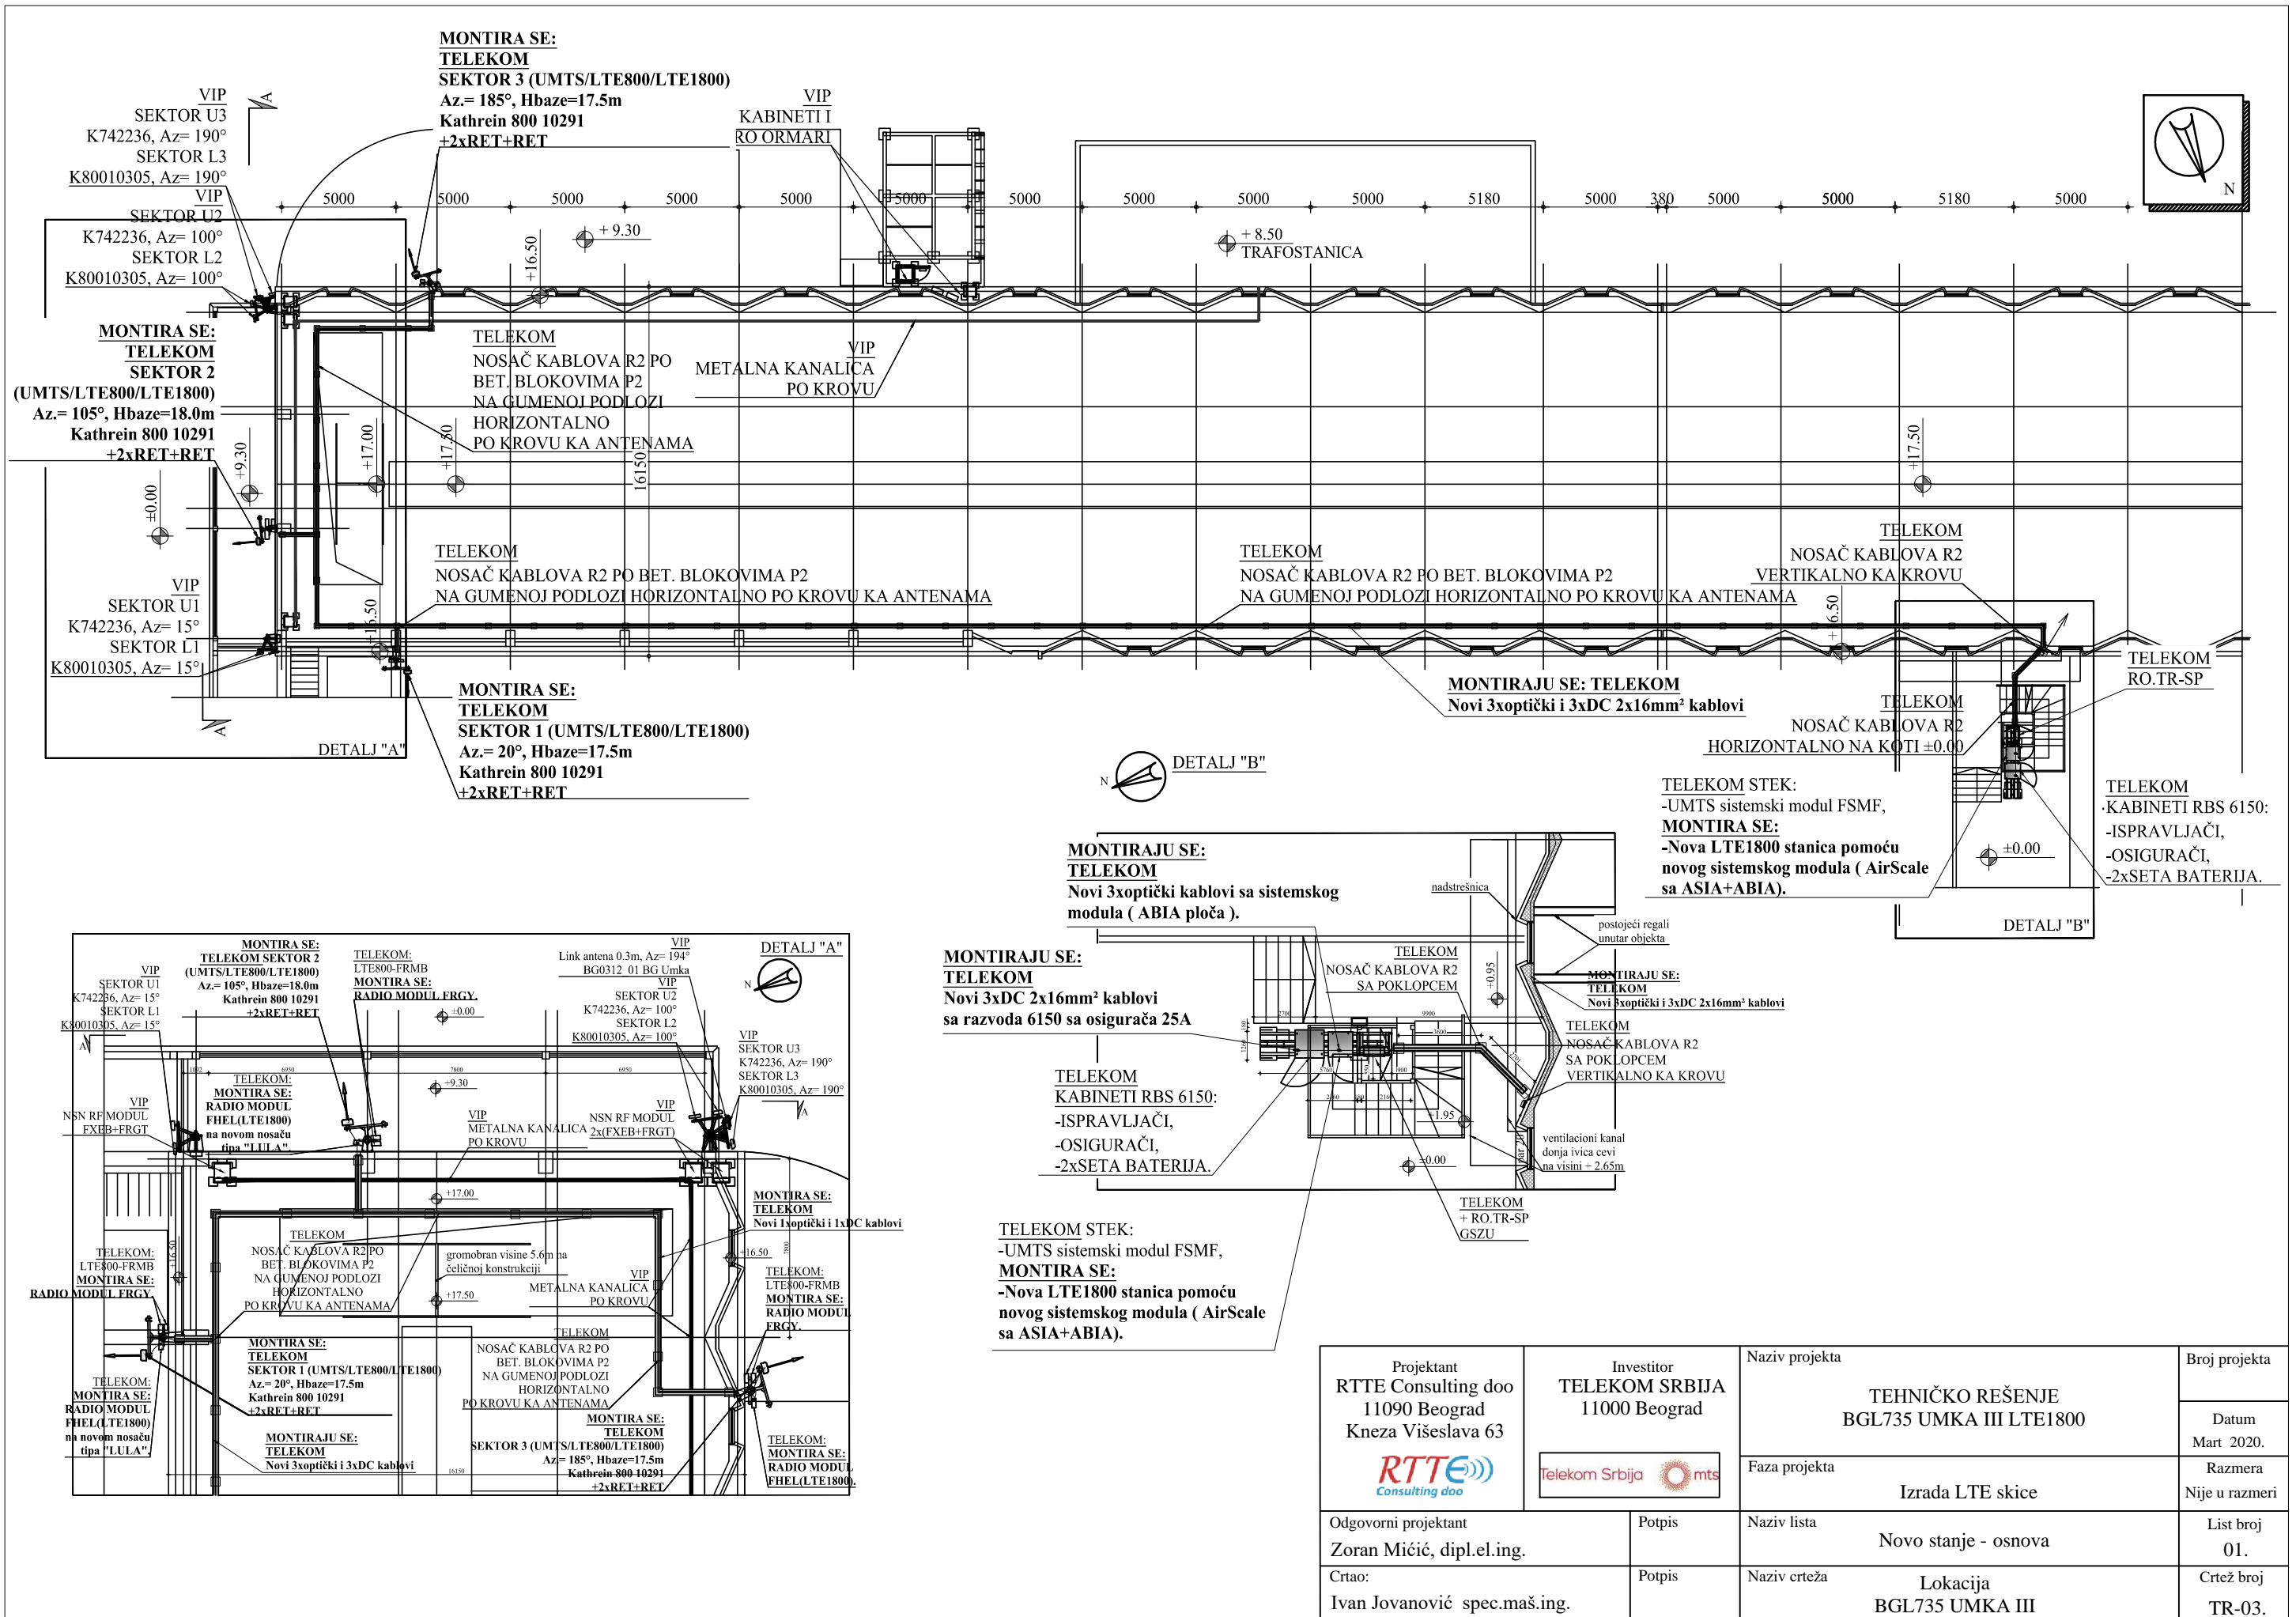 MONTIRA SE:
TELEKOM
SEKTOR 3 (UMTS/LTE800/LTE1800)
Az.= 185°, Hbaze=17.5m
Kathrein 800 10291
+2xRET+RET
VIP
SEKTOR U3
K742236, Az= 190°
SEKTOR L3
K80010305, Az= 190°
VIP
SEKTOR U2
K742236, Az= 100°
SEKTOR L2
K80010305, Az= 100°
A
VIP
KABINETI I
RO ORMARI
N
5000 5000 5000 5000 5000 5000 5000 5000 5000 5000 5180 5000 380 5000 5000 5180 5000
+ 9.30
+16.50
+ 8.50
TRAFOSTANICA
MONTIRA SE:
TELEKOM
SEKTOR 2
(UMTS/LTE800/LTE1800)
Az.= 105°, Hbaze=18.0m
Kathrein 800 10291
+2xRET+RET
TELEKOM
NOSAČ KABLOVA R2 PO
BET. BLOKOVIMA P2
NA GUMENOJ PODLOZI
HORIZONTALNO
PO KROVU KA ANTENAMA
VIP
METALNA KANALICA
PO KROVU
±0.00
+9.30
+17.00
+17.50
16150
+17.50
VIP
SEKTOR U1
K742236, Az= 15°
SEKTOR L1
K80010305, Az= 15°
TELEKOM
NOSAČ KABLOVA R2 PO BET. BLOKOVIMA P2
NA GUMENOJ PODLOZI HORIZONTALNO PO KROVU KA ANTENAMA
TELEKOM
NOSAČ KABLOVA R2 PO BET. BLOKOVIMA P2
NA GUMENOJ PODLOZI HORIZONTALNO PO KROVU KA ANTENAMA
TELEKOM
NOSAČ KABLOVA R2
VERTIKALNO KA KROVU
+16.50
+16.50
A
DETALJ "A"
MONTIRA SE:
TELEKOM
SEKTOR 1 (UMTS/LTE800/LTE1800)
Az.= 20°, Hbaze=17.5m
Kathrein 800 10291
+2xRET+RET
MONTIRAJU SE: TELEKOM
Novi 3xoptički i 3xDC 2x16mm² kablovi
TELEKOM
RO.TR-SP
TELEKOM
NOSAČ KABLOVA R2
HORIZONTALNO NA KOTI ±0.00
TELEKOM STEK:
-UMTS sistemski modul FSMF,
MONTIRA SE:
-Nova LTE1800 stanica pomoću
novog sistemskog modula ( AirScale
sa ASIA+ABIA).
±0.00
TELEKOM
KABINETI RBS 6150:
-ISPRAVLJAČI,
-OSIGURAČI,
-2xSETA BATERIJA.
DETALJ "B"
N
DETALJ "B"
MONTIRAJU SE:
TELEKOM
Novi 3xoptički kablovi sa sistemskog
modula ( ABIA ploča ).
nadstrešnica
postojeći regali
unutar objekta
MONTIRAJU SE:
TELEKOM
Novi 3xDC 2x16mm² kablovi
sa razvoda 6150 sa osigurača 25A
TELEKOM
NOSAČ KABLOVA R2
SA POKLOPCEM
+0.95
MONTIRAJU SE:
TELEKOM
Novi 3xoptički i 3xDC 2x16mm² kablovi
TELEKOM
NOSAČ KABLOVA R2
SA POKLOPCEM
VERTIKALNO KA KROVU
2700
9900
3600
5760
900
2160
TELEKOM
KABINETI RBS 6150:
-ISPRAVLJAČI,
-OSIGURAČI,
-2xSETA BATERIJA.
+1.95
±0.00
ventilacioni kanal
donja ivica cevi
na visini + 2.65m
TELEKOM
+ RO.TR-SP
GSZU
TELEKOM STEK:
-UMTS sistemski modul FSMF,
MONTIRA SE:
-Nova LTE1800 stanica pomoću
novog sistemskog modula ( AirScale
sa ASIA+ABIA).
DETALJ "A"
N
VIP
SEKTOR U1
K742236, Az= 15°
SEKTOR L1
K80010305, Az= 15°
A
MONTIRA SE:
TELEKOM SEKTOR 2
(UMTS/LTE800/LTE1800)
Az.= 105°, Hbaze=18.0m
Kathrein 800 10291
+2xRET+RET
TELEKOM:
LTE800-FRMB
MONTIRA SE:
RADIO MODUL FRGY.
±0.00
VIP
Link antena 0.3m, Az= 194°
BG0312_01 BG Umka
VIP
SEKTOR U2
K742236, Az= 100°
SEKTOR L2
K80010305, Az= 100°
VIP
SEKTOR U3
K742236, Az= 190°
SEKTOR L3
K80010305, Az= 190°
A
6950
7800
6950
+9.30
VIP
NSN RF MODUL
FXEB+FRGT
TELEKOM:
MONTIRA SE:
RADIO MODUL
FHEL(LTE1800)
na novom nosaču
tipa "LULA".
VIP
METALNA KANALICA
PO KROVU
VIP
NSN RF MODUL
2x(FXEB+FRGT)
+17.00
MONTIRA SE:
TELEKOM
Novi 1xoptički i 1xDC kablovi
TELEKOM
NOSAČ KABLOVA R2 PO
BET. BLOKOVIMA P2
NA GUMENOJ PODLOZI
HORIZONTALNO
PO KROVU KA ANTENAMA
gromobran visine 5.6m na
čeličnoj konstrukciji
+16.50
+16.50
7800
TELEKOM:
LTE800-FRMB
MONTIRA SE:
RADIO MODUL FRGY.
+17.50
VIP
METALNA KANALICA
PO KROVU
TELEKOM:
LTE800-FRMB
MONTIRA SE:
RADIO MODUL
FRGY.
MONTIRA SE:
TELEKOM
SEKTOR 1 (UMTS/LTE800/LTE1800)
Az.= 20°, Hbaze=17.5m
Kathrein 800 10291
+2xRET+RET
TELEKOM
NOSAČ KABLOVA R2 PO
BET. BLOKOVIMA P2
NA GUMENOJ PODLOZI
HORIZONTALNO
PO KROVU KA ANTENAMA
TELEKOM:
MONTIRA SE:
RADIO MODUL
FHEL(LTE1800)
na novom nosaču
tipa "LULA".
MONTIRAJU SE:
TELEKOM
Novi 3xoptički i 3xDC kablovi
MONTIRA SE:
TELEKOM
SEKTOR 3 (UMTS/LTE800/LTE1800)
Az.= 185°, Hbaze=17.5m
Kathrein 800 10291
+2xRET+RET
TELEKOM:
MONTIRA SE:
RADIO MODUL
FHEL(LTE1800).
16150
Projektant
RTTE Consulting doo
11090 Beograd
Kneza Višeslava 63
RTTE
Consulting doo
Investitor
TELEKOM SRBIJA
11000 Beograd
Telekom Srbija mts
Naziv projekta
TEHNIČKO REŠENJE
BGL735 UMKA III LTE1800
Broj projekta
Datum
Mart 2020.
Faza projekta
Izrada LTE skice
Razmera
Nije u razmeri
Odgovorni projektant
Zoran Mićić, dipl.el.ing.
Potpis
Naziv lista
Novo stanje - osnova
List broj
01.
Crtao:
Ivan Jovanović spec.maš.ing.
Potpis
Naziv crteža
Lokacija
BGL735 UMKA III
Crtež broj
TR-03.